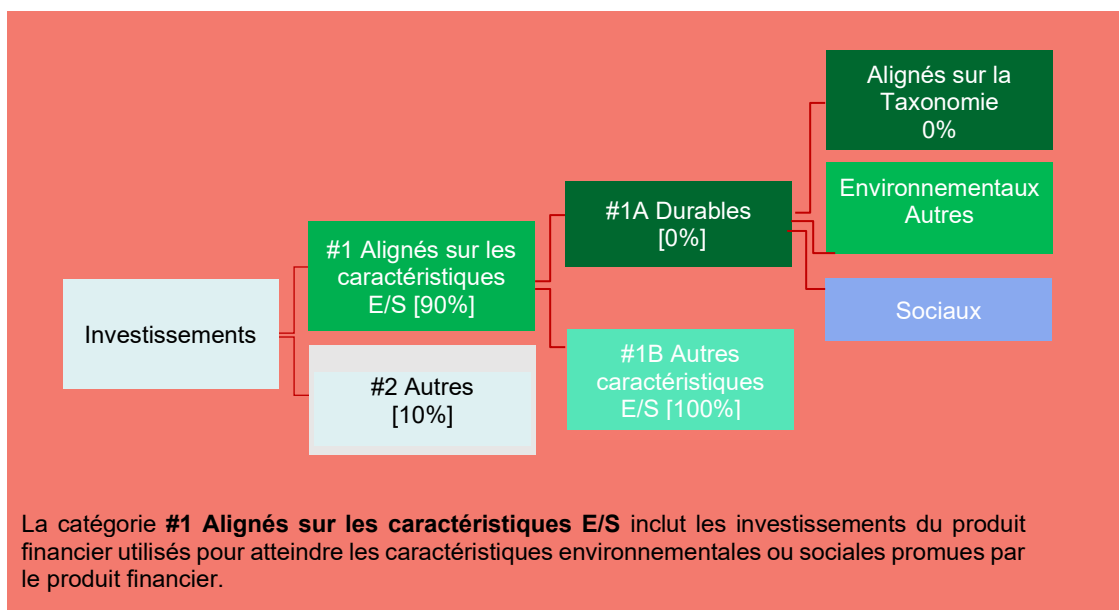 Investissements
#1 Alignés sur les
caractéristiques
E/S [90%]
#2 Autres
[10%]
#1A Durables
[0%]
#1B Autres
caractéristiques
E/S [100%]
Alignés sur la
Taxonomie
0%
Environnementaux
Autres
Sociaux
La catégorie #1 Alignés sur les caractéristiques E/S inclut les investissements du produit
financier utilisés pour atteindre les caractéristiques environnementales ou sociales promues par
le produit financier.